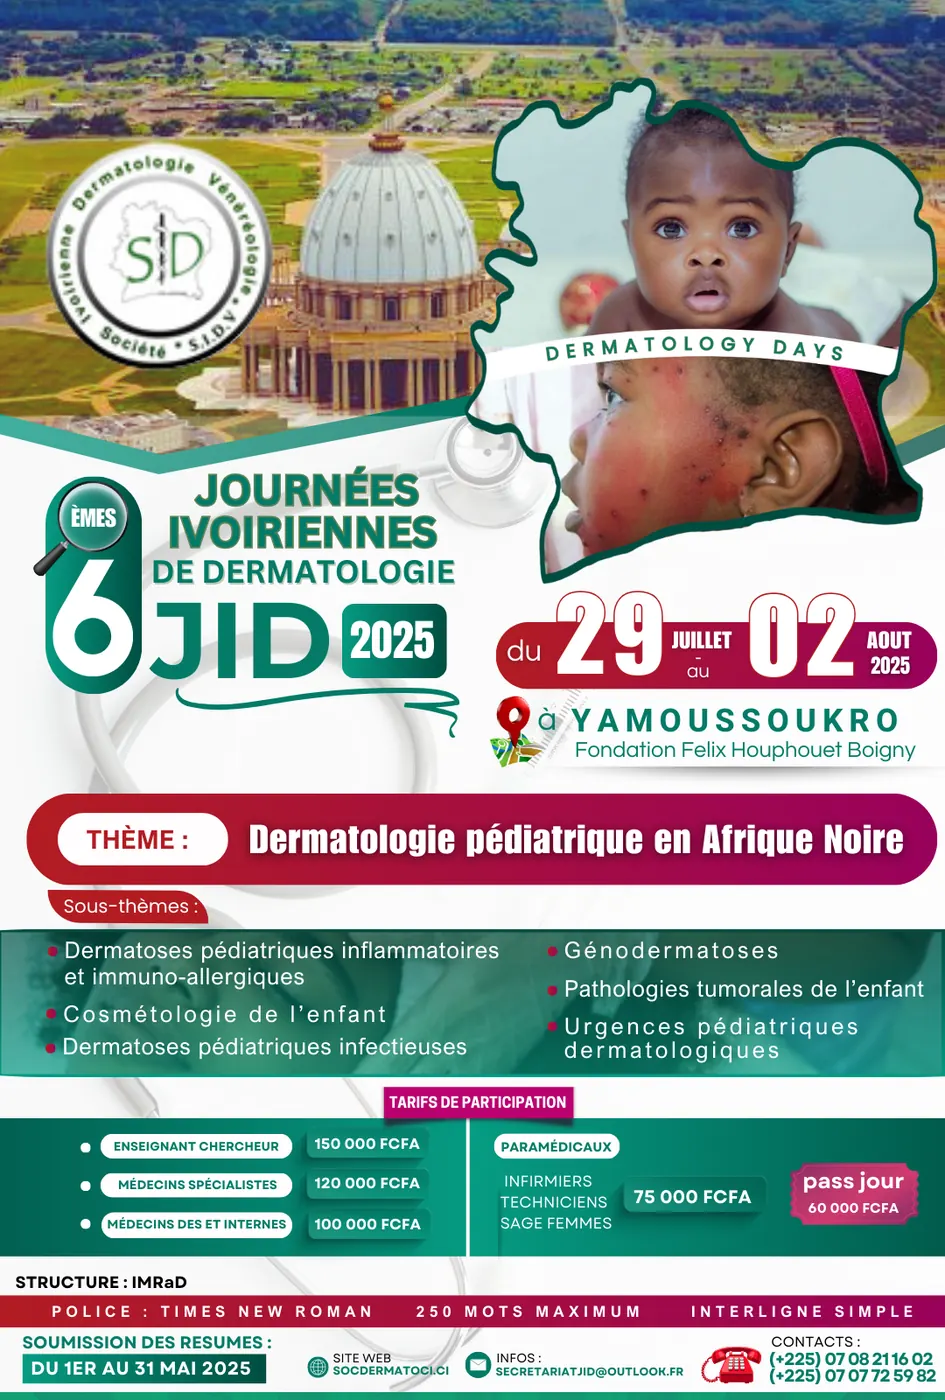 Société Ivoirienne Dermatologie Vénéréologie * S.I.D.V *
SID
DERMATOLOGY DAYS
6 ÈMES
JOURNÉES
IVOIRIENNES
DE DERMATOLOGIE
JID 2025
du 29 JUILLET - au 02 AOUT 2025
à YAMOUSSOUKRO
Fondation Felix Houphouet Boigny
THÈME : Dermatologie pédiatrique en Afrique Noire
Sous-thèmes :
Dermatoses pédiatriques inflammatoires
et immuno-allergiques
Cosmétologie de l'enfant
Dermatoses pédiatriques infectieuses
Génodermatoses
Pathologies tumorales de l'enfant
Urgences pédiatriques
dermatologiques
TARIFS DE PARTICIPATION
ENSEIGNANT CHERCHEUR 150 000 FCFA
MÉDECINS SPÉCIALISTES 120 000 FCFA
MÉDECINS DES ET INTERNES 100 000 FCFA
PARAMÉDICAUX
INFIRMIERS
TECHNICIENS
SAGE FEMMES
75 000 FCFA
pass jour
60 000 FCFA
STRUCTURE : IMRaD
POLICE : TIMES NEW ROMAN 250 MOTS MAXIMUM INTERLIGNE SIMPLE
SOUMISSION DES RESUMES :
DU 1ER AU 31 MAI 2025
SITE WEB
SOCDERMATOCI.CI
INFOS :
SECRETARIATJID@OUTLOOK.FR
CONTACTS :
(+225) 07 08 21 16 02
(+225) 07 07 72 59 82